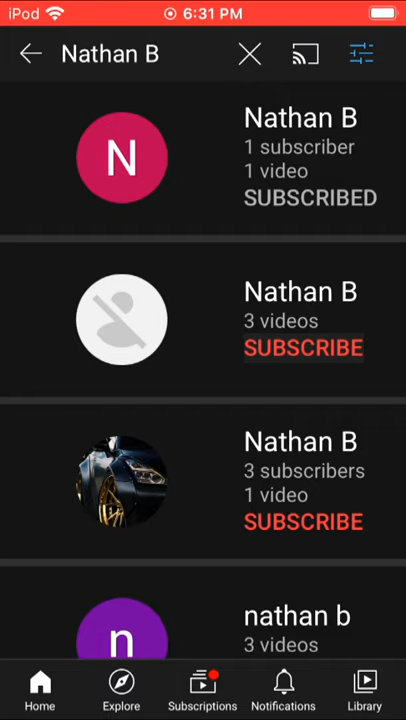 iPod 6:31 PM
Nathan B
N
Nathan B
1 subscriber
1 video
SUBSCRIBED
Nathan B
3 videos
SUBSCRIBE
Nathan B
3 subscribers
1 video
SUBSCRIBE
n
nathan b
3 videos
Home Explore Subscriptions Notifications Library